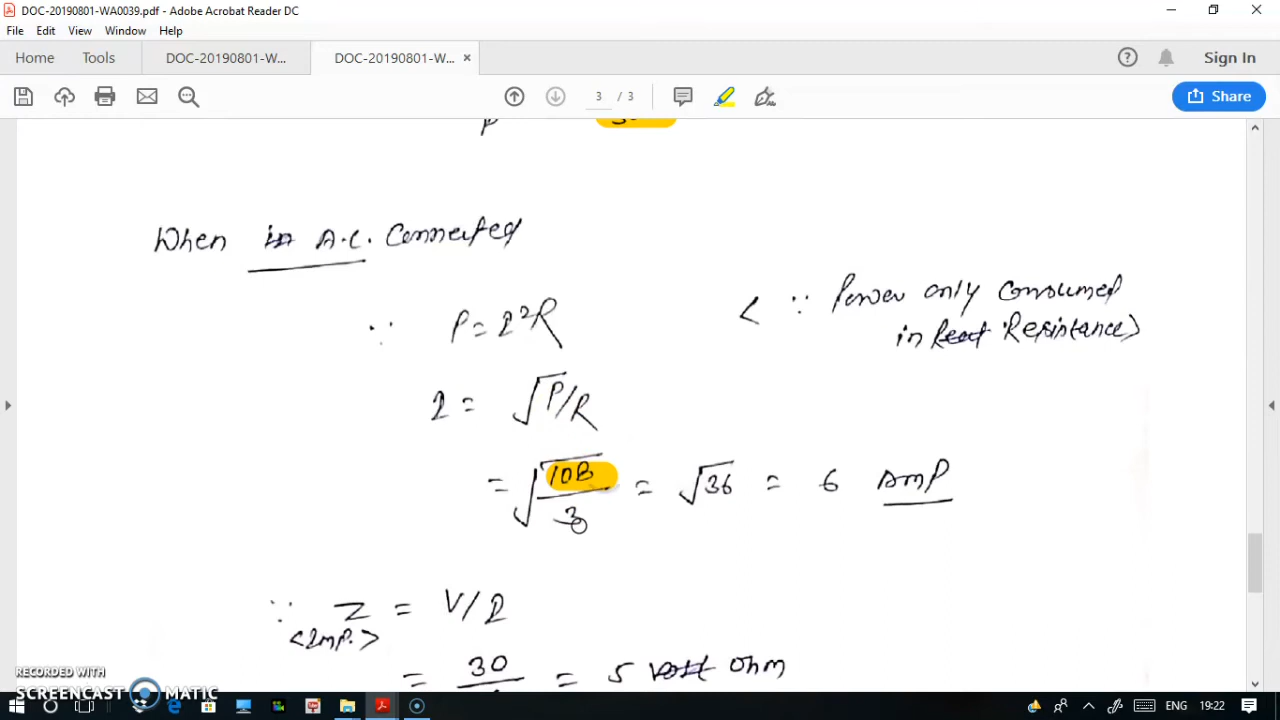 DOC-20190801-WA0039.pdf - Adobe Acrobat Reader DC
File Edit View Window Help
Home Tools DOC-20190801-W... DOC-20190801-W... ×
Sign In
3 / 3
Share
P
When in A.C. Connected
∵ P = I²R < ∵ Power only Consumed
in Resistance>
I = √P/R
= √108/3 = √36 = 6 Amp
∵ Z = V/I
<Imp.>
= 30 = 5 ohm
RECORDED WITH
SCREENCAST MATIC
ENG 19:22